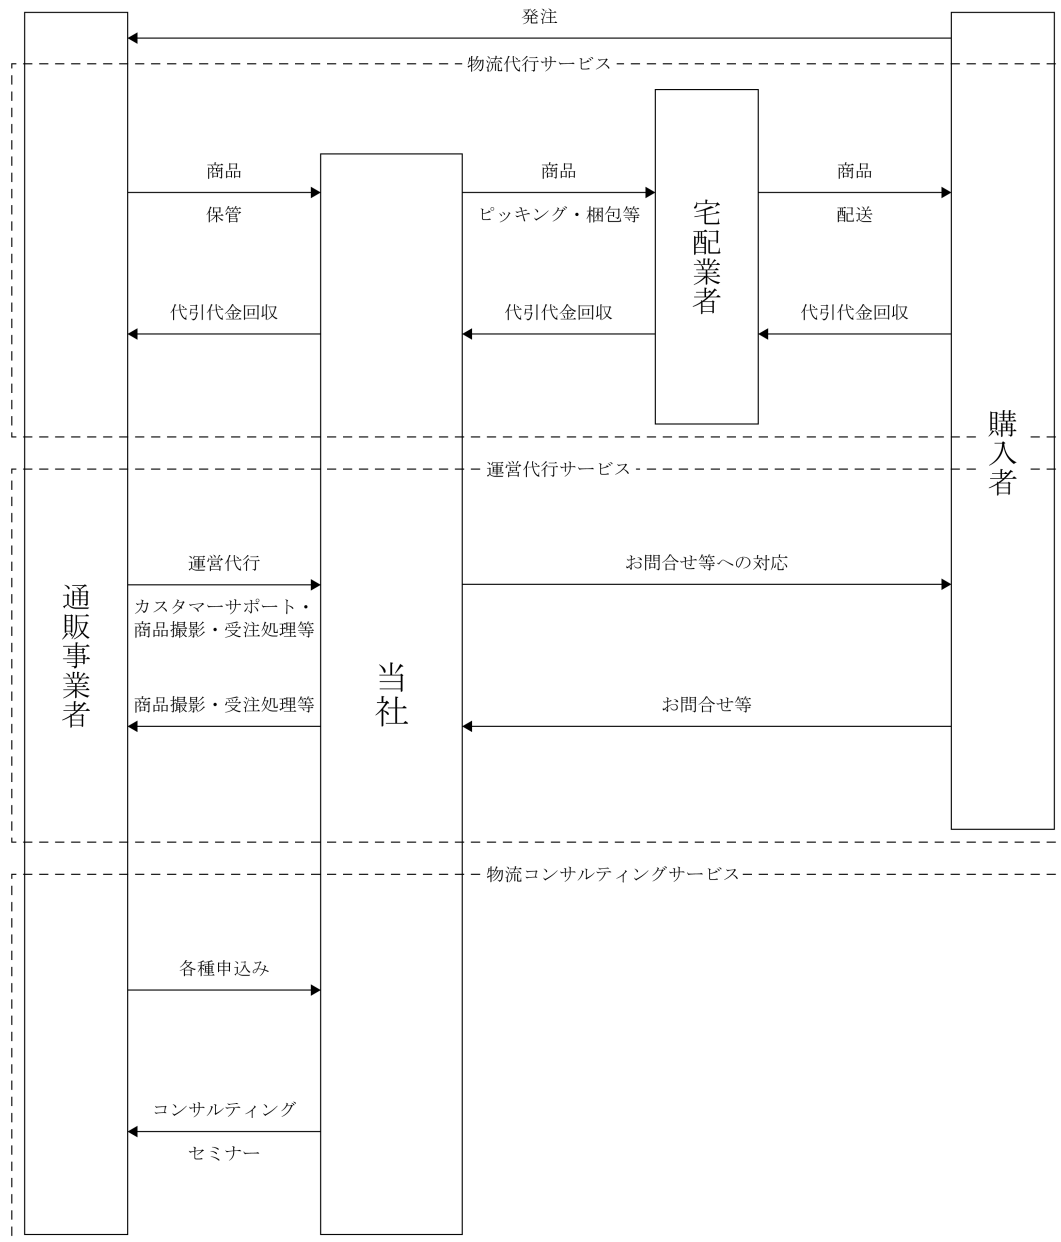 発注
物流代行サービス
商品
保管
商品
ピッキング・梱包等
商品
配送
宅配業者
代引代金回収
代引代金回収
代引代金回収
購入者
運営代行サービス
運営代行
カスタマーサポート・
商品撮影・受注処理等
お問合せ等への対応
通販事業者
当社
商品撮影・受注処理等
お問合せ等
物流コンサルティングサービス
各種申込み
コンサルティング
セミナー